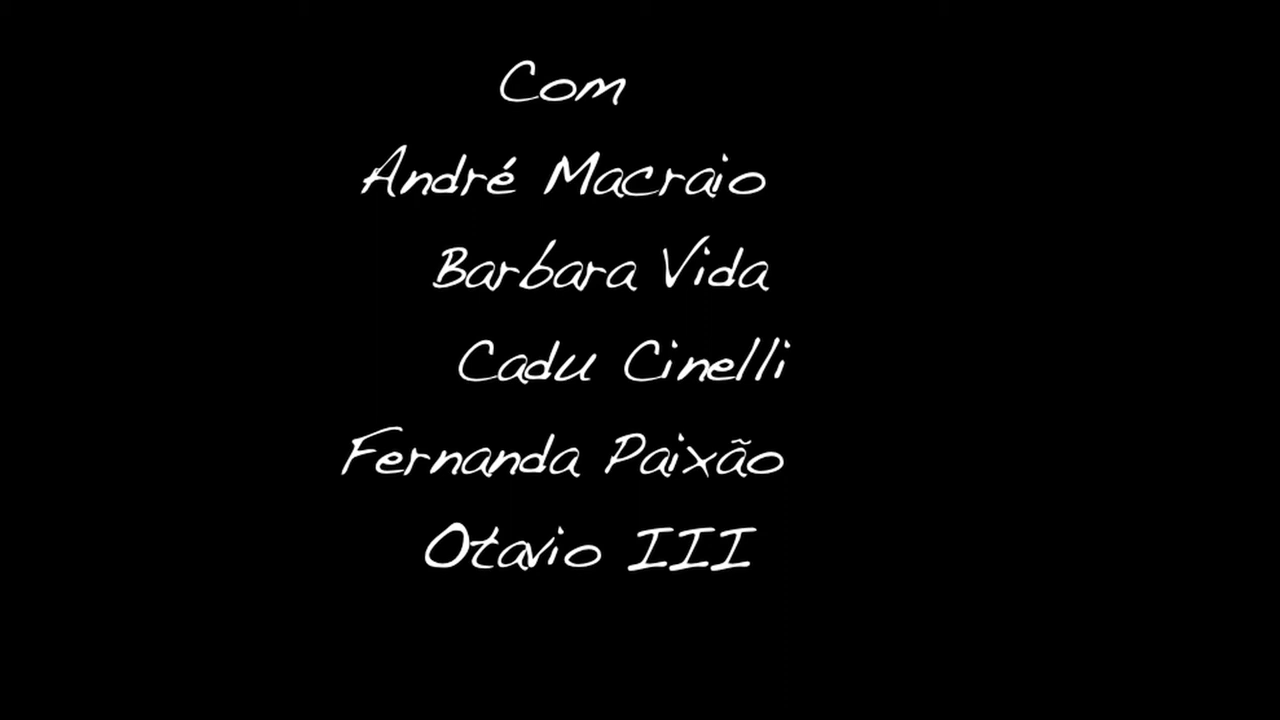 Com
André Macraio
Barbara Vida
Cadu Cinelli
Fernanda Paixão
Otavio III